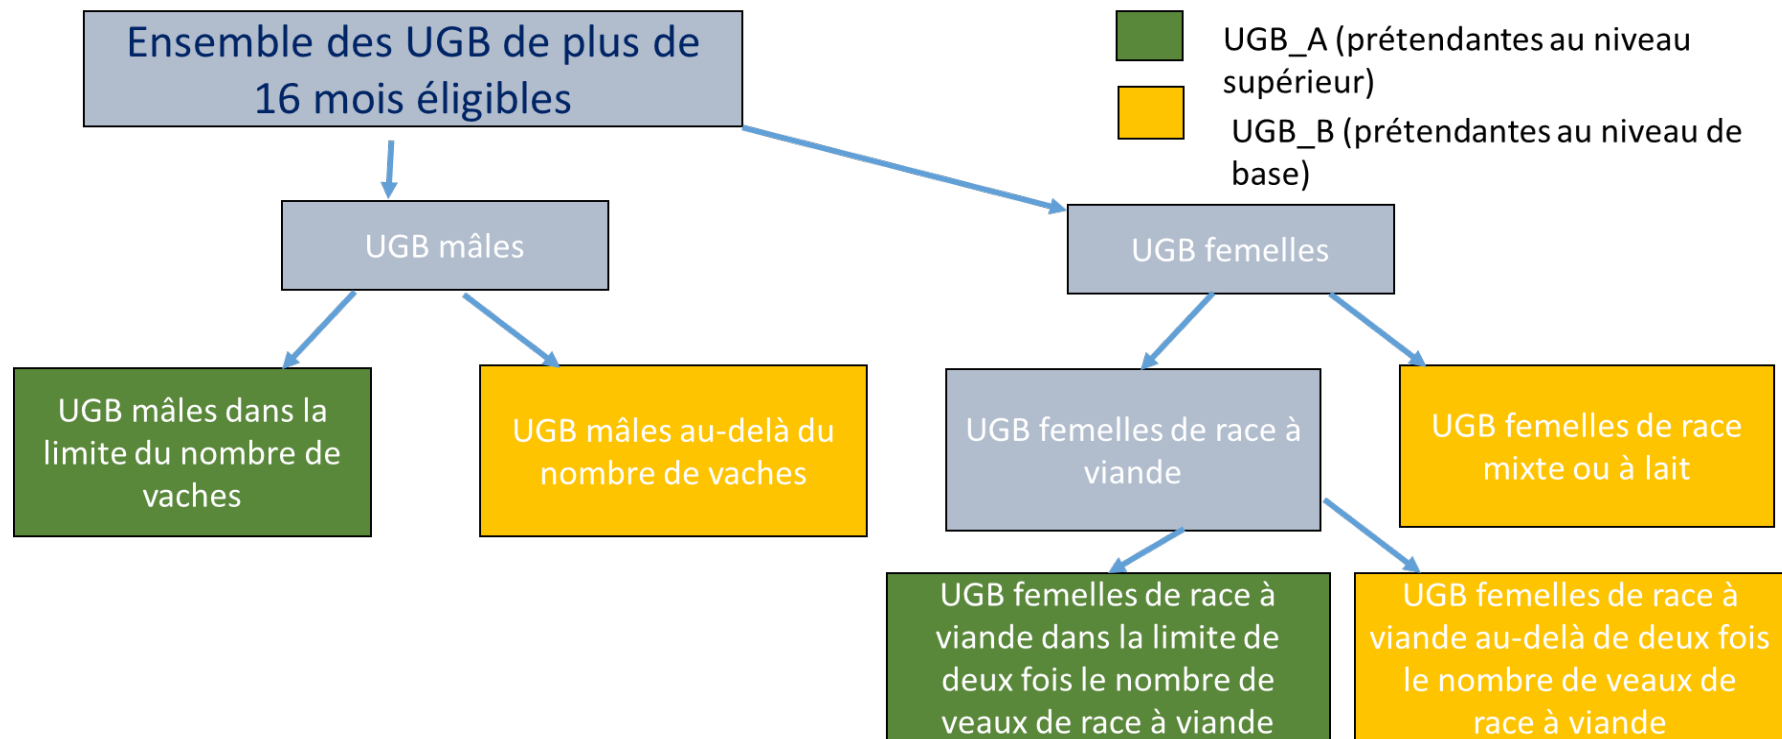 Ensemble des UGB de plus de
16 mois éligibles
UGB_A (prétendantes au niveau
supérieur)
UGB_B (prétendantes au niveau de
base)
UGB mâles
UGB femelles
UGB mâles dans la
limite du nombre de
vaches
UGB mâles au-delà du
nombre de vaches
UGB femelles de race à
viande
UGB femelles de race
mixte ou à lait
UGB femelles de race à
viande dans la limite de
deux fois le nombre de
veaux de race à viande
UGB femelles de race à
viande au-delà de deux fois
le nombre de veaux de
race à viande